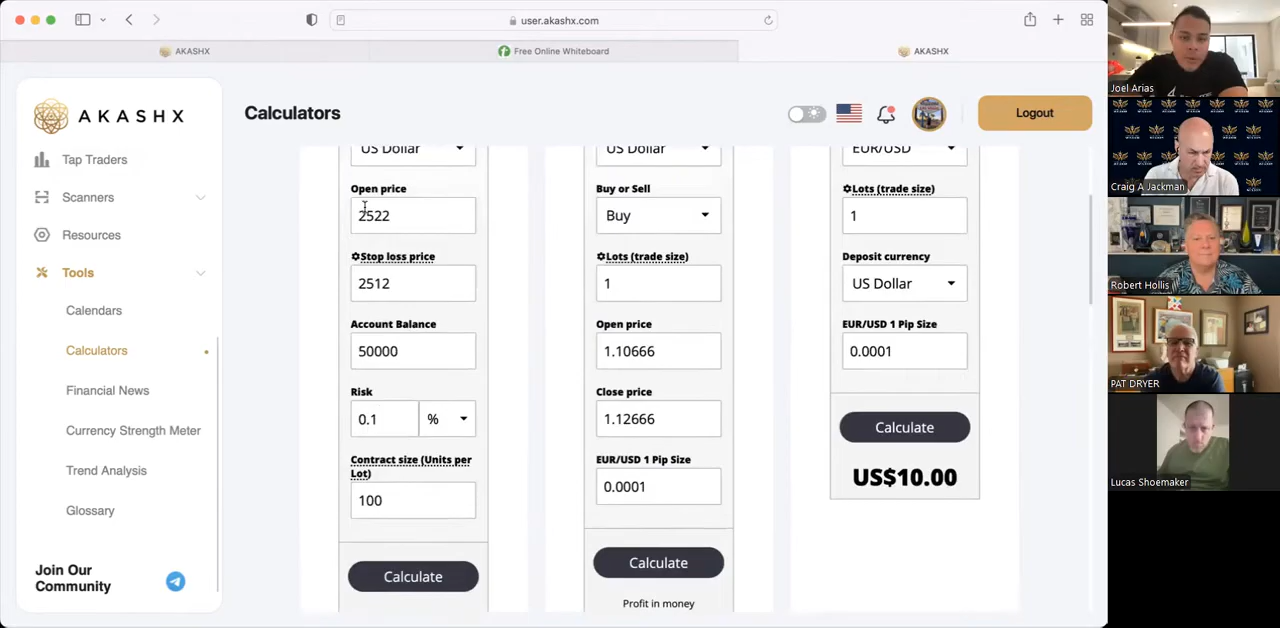 user.akashx.com
AKASHX
Free Online Whiteboard
AKASHX
AKASHX
Tap Traders
Scanners
Resources
Tools
Calendars
Calculators
Financial News
Currency Strength Meter
Trend Analysis
Glossary
Join Our
Community
Calculators
Logout
US Dollar
Open price
2522
Stop loss price
2512
Account Balance
50000
Risk
0.1
%
Contract size (Units per
Lot)
100
Calculate
US Dollar
Buy or Sell
Buy
Lots (trade size)
1
Open price
1.10666
Close price
1.12666
EUR/USD 1 Pip Size
0.0001
Calculate
Profit in money
EUR/USD
Lots (trade size)
1
Deposit currency
US Dollar
EUR/USD 1 Pip Size
0.0001
Calculate
US$10.00
Joel Arias
Craig A Jackman
Robert Hollis
PAT DRYER
Lucas Shoemaker